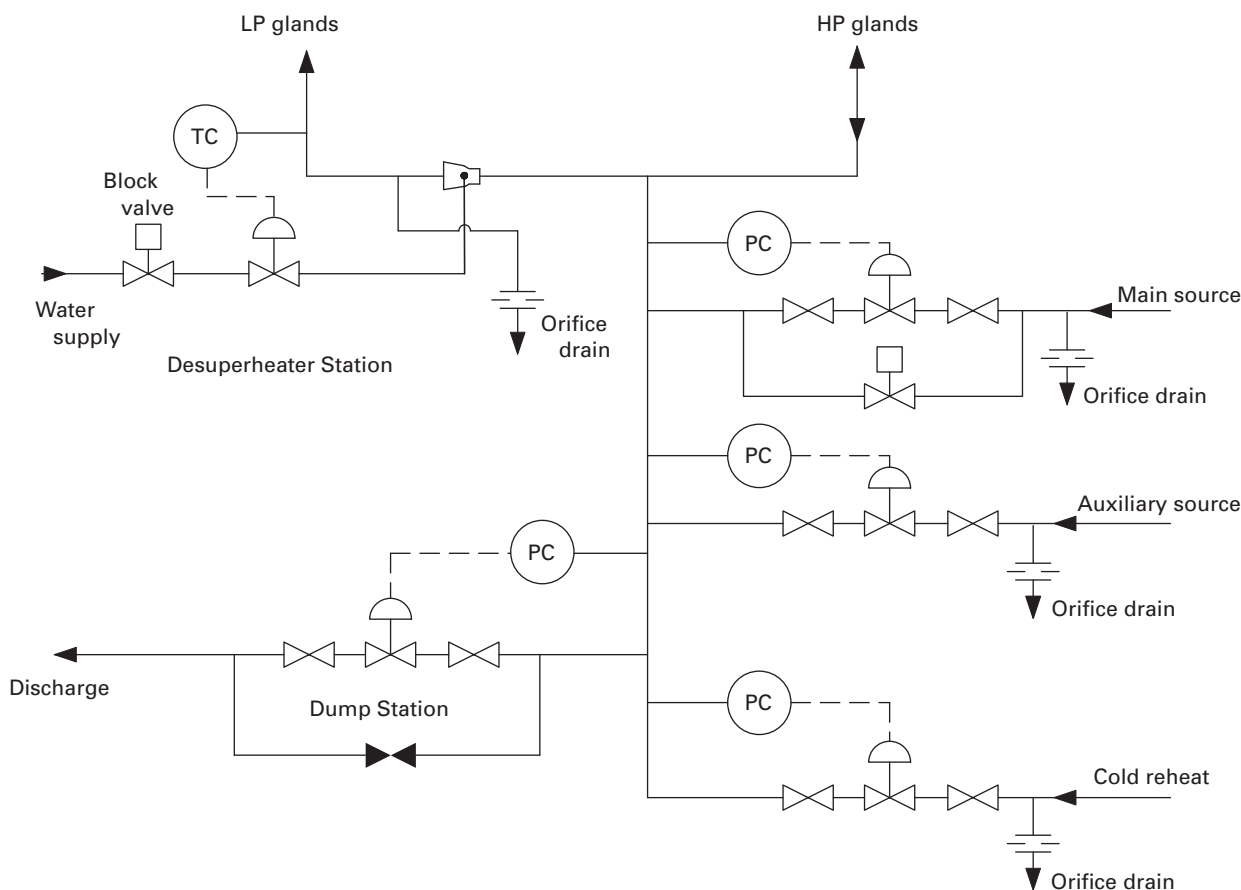 LP glands
HP glands
TC
Block
valve
PC
Main source
Water
supply
Orifice
drain
Orifice drain
Desuperheater Station
PC
Auxiliary source
PC
Orifice drain
Discharge
Dump Station
PC
Cold reheat
Orifice drain